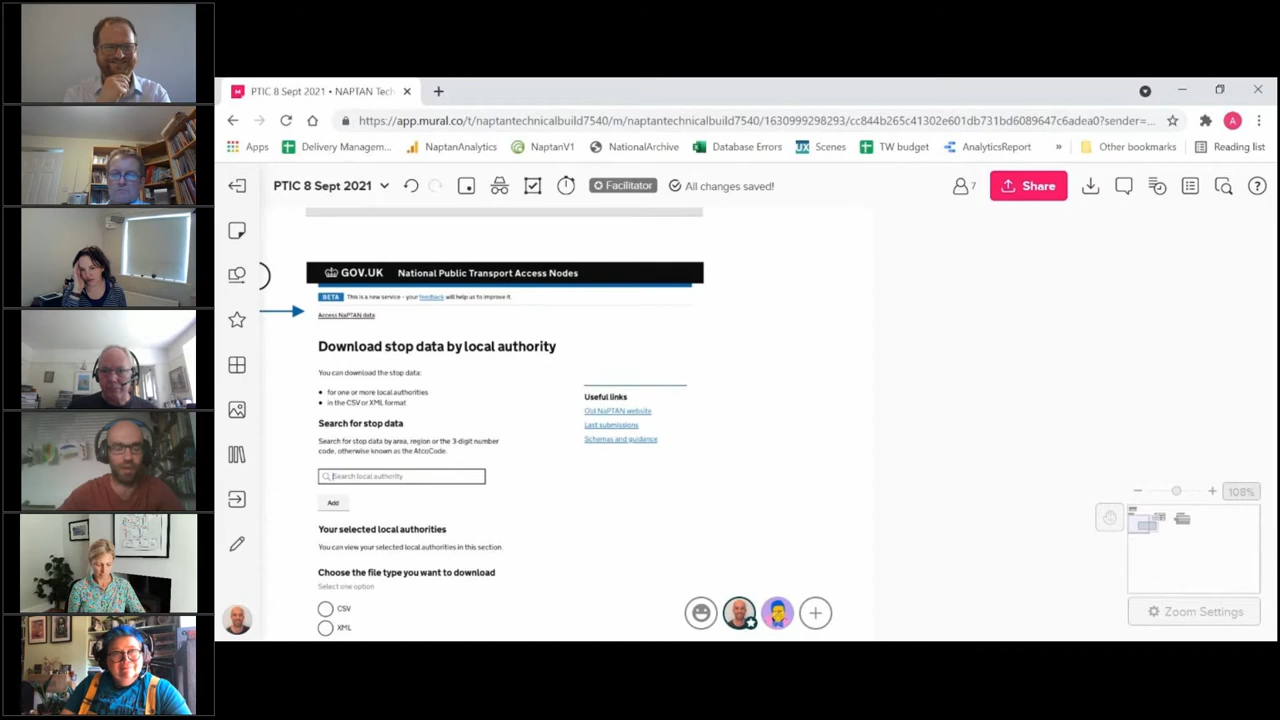 PTIC 8 Sept 2021 • NAPTAN Tech
https://app.mural.co/t/naptantechnicalbuild7540/m/naptantechnicalbuild7540/1630999298293/cc844b265c41302e601db731bd6089647c6adea0?sender=...
A
Apps
Delivery Managem...
NaptanAnalytics
NaptanV1
NationalArchive
Database Errors
UX Scenes
TW budget
AnalyticsReport
»
Other bookmarks
Reading list
PTIC 8 Sept 2021
Facilitator
All changes saved!
7
Share
GOV.UK National Public Transport Access Nodes
BETA This is a new service - your feedback will help us to improve it.
Access NaPTAN data
Download stop data by local authority
You can download the stop data:
• for one or more local authorities
• in the CSV or XML format
Useful links
Old NaPTAN website
Last submissions
Schemas and guidance
Search for stop data
Search for stop data by area, region or the 3-digit number
code, otherwise known as the AtcoCode.
Search local authority
Add
Your selected local authorities
You can view your selected local authorities in this section.
Choose the file type you want to download
Select one option
CSV
XML
108%
Zoom Settings